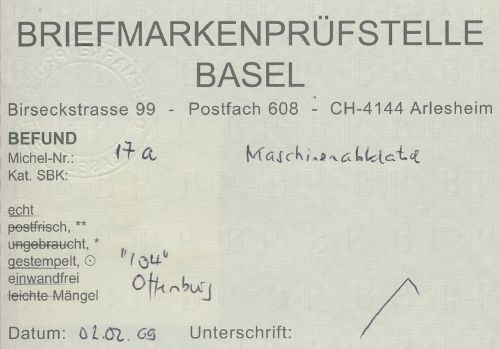 BRIEFMARKENPRÜFSTELLE
BASEL
Birseckstrasse 99 - Postfach 608 - CH-4144 Arlesheim
BEFUND
Michel-Nr.: 17a Maschinenabklatsch
Kat. SBK:
echt
postfrisch, **
ungebraucht, *
gestempelt, ⊙ "104"
einwandfrei Offenburg
leichte Mängel
Datum: 02.02.09 Unterschrift: